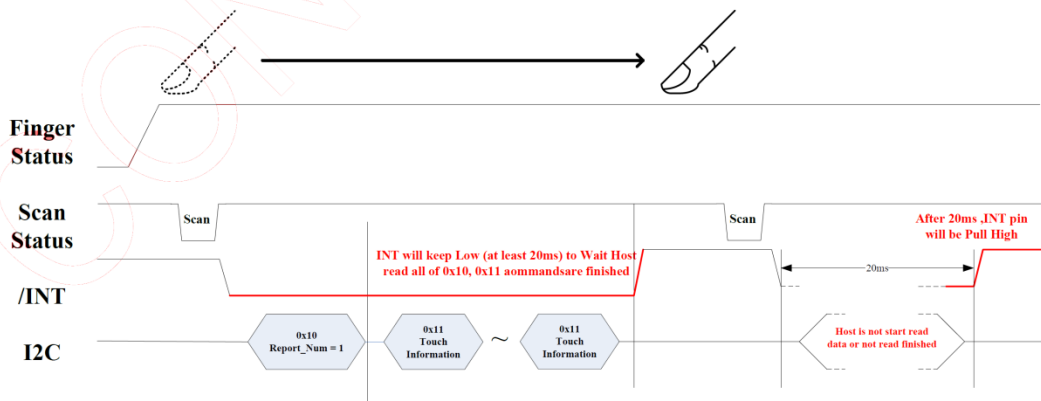 Finger
Status
Scan
Status
Scan
Scan
After 20ms ,INT pin
will be Pull High
INT will keep Low (at least 20ms) to Wait Host
read all of 0x10, 0x11 aommandsare finished
20ms
/INT
I2C
0x10
Report_Num = 1
0x11
Touch
Information
~
0x11
Touch
Information
Host is not start read
data or not read finished